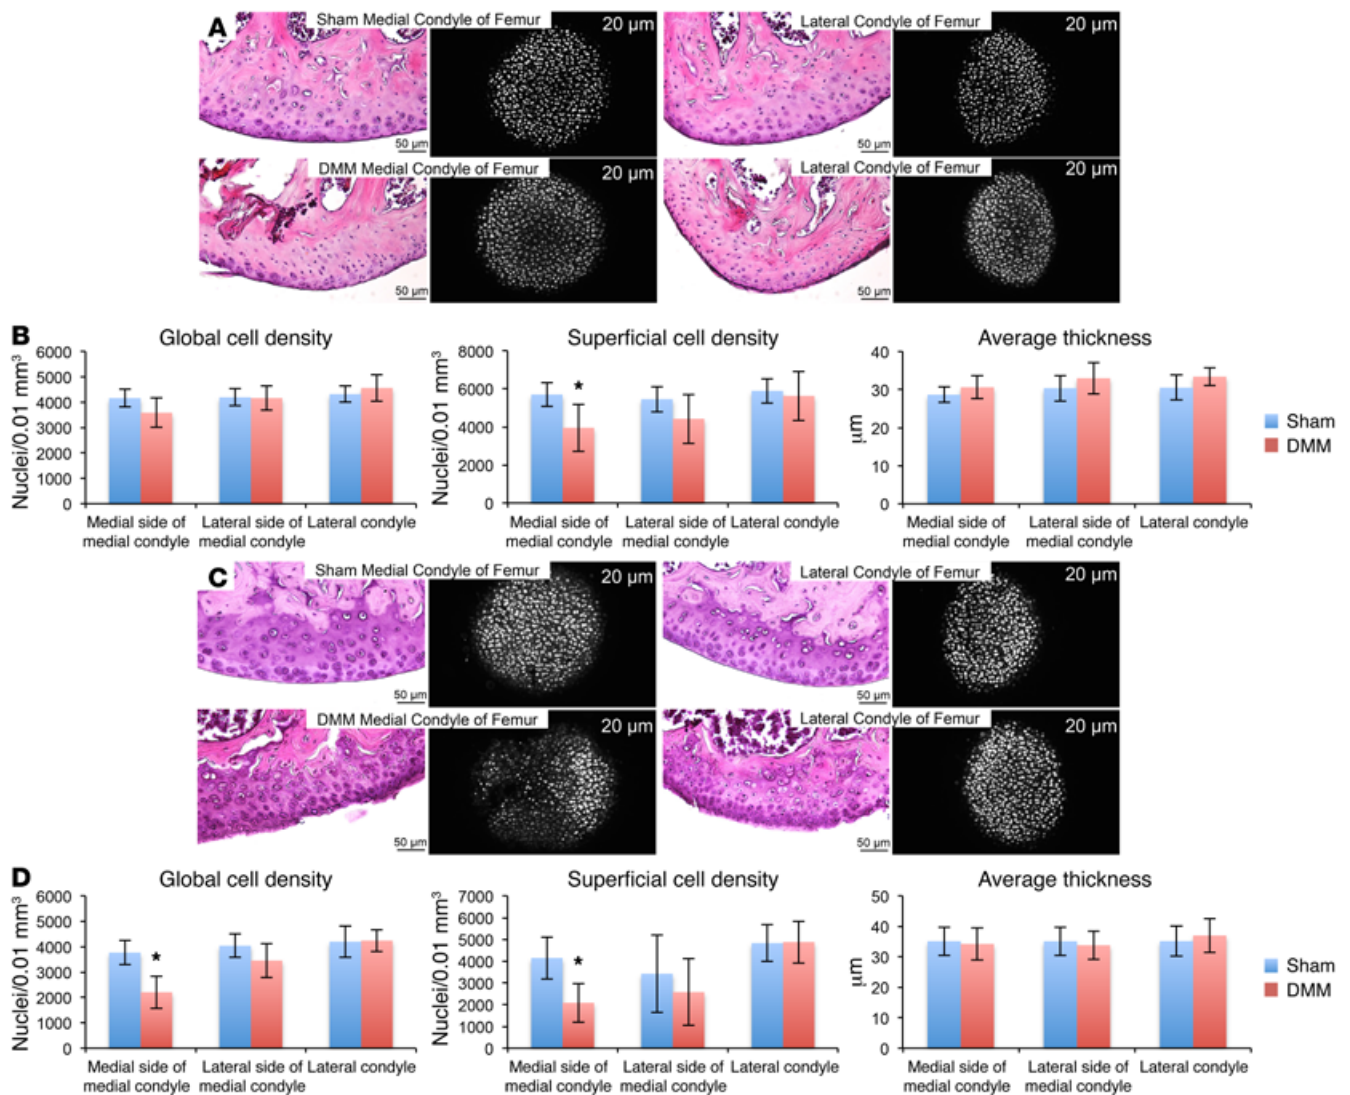 A
Sham Medial Condyle of Femur
20 µm
Lateral Condyle of Femur
20 µm
50 µm
50 µm
DMM Medial Condyle of Femur
20 µm
Lateral Condyle of Femur
20 µm
50 µm
50 µm
B
Global cell density
Superficial cell density
Average thickness
Nuclei/0.01 mm³
6000
5000
4000
3000
2000
1000
0
Medial side of
medial condyle
Lateral side of
medial condyle
Lateral condyle
Nuclei/0.01 mm³
8000
6000
4000
2000
0
*
Medial side of
medial condyle
Lateral side of
medial condyle
Lateral condyle
µm
40
30
20
10
0
Medial side of
medial condyle
Lateral side of
medial condyle
Lateral condyle
Sham
DMM
C
Sham Medial Condyle of Femur
20 µm
Lateral Condyle of Femur
20 µm
50 µm
50 µm
DMM Medial Condyle of Femur
20 µm
Lateral Condyle of Femur
20 µm
50 µm
50 µm
D
Global cell density
Superficial cell density
Average thickness
Nuclei/0.01 mm³
6000
5000
4000
3000
2000
1000
0
*
Medial side of
medial condyle
Lateral side of
medial condyle
Lateral condyle
Nuclei/0.01 mm³
7000
6000
5000
4000
3000
2000
1000
0
*
Medial side of
medial condyle
Lateral side of
medial condyle
Lateral condyle
µm
50
40
30
20
10
0
Medial side of
medial condyle
Lateral side of
medial condyle
Lateral condyle
Sham
DMM